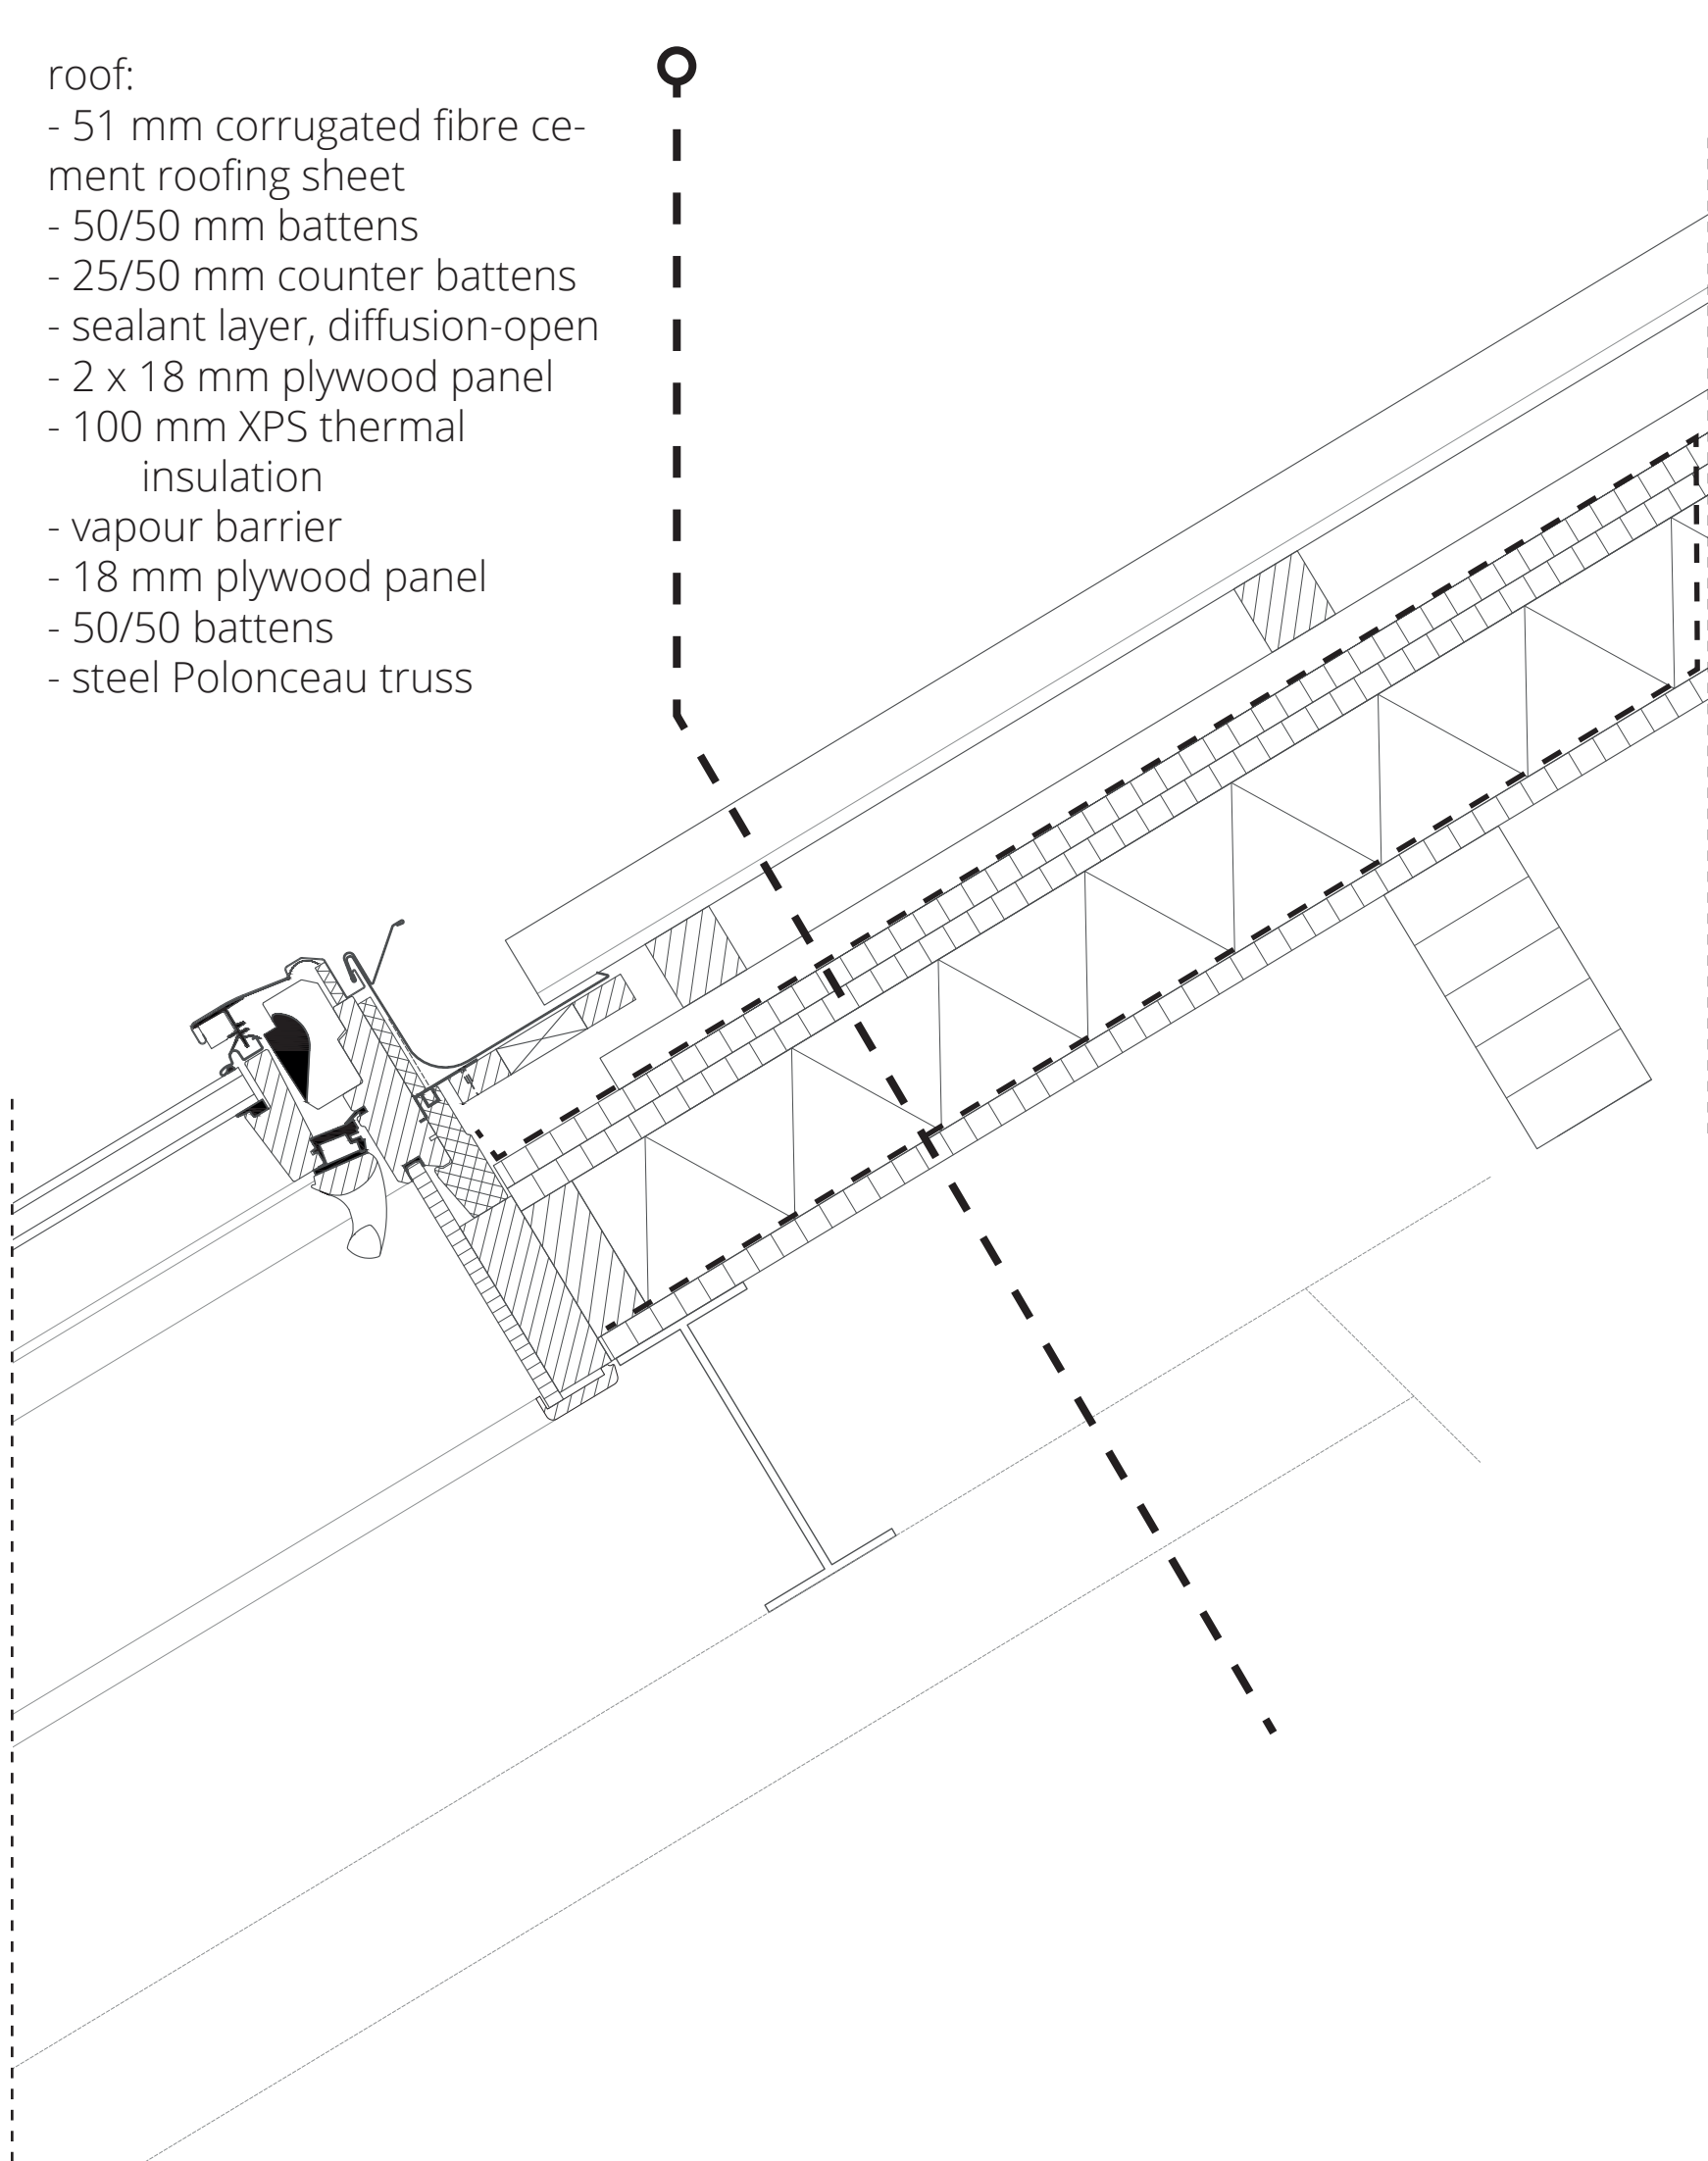 roof:
- 51 mm corrugated fibre ce-
ment roofing sheet
- 50/50 mm battens
- 25/50 mm counter battens
- sealant layer, diffusion-open
- 2 x 18 mm plywood panel
- 100 mm XPS thermal
insulation
- vapour barrier
- 18 mm plywood panel
- 50/50 battens
- steel Polonceau truss